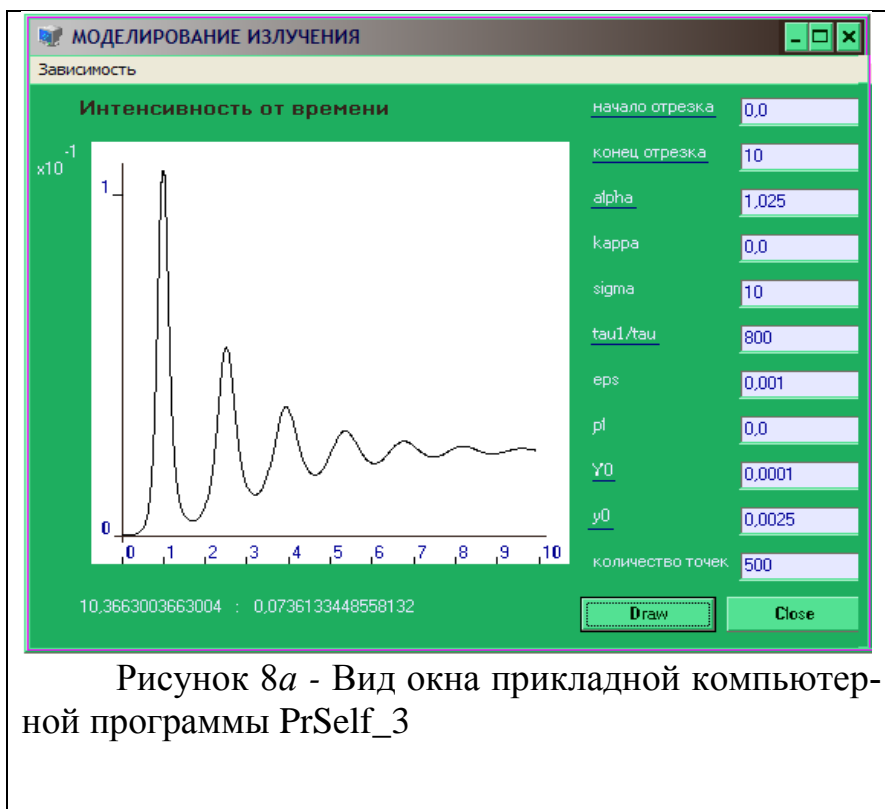 МОДЕЛИРОВАНИЕ ИЗЛУЧЕНИЯ
Зависимость
Интенсивность от времени
x10 -1
1
0
0 1 2 3 4 5 6 7 8 9 10
10,3663003663004 : 0,0736133448558132
начало отрезка 0,0
конец отрезка 10
alpha 1,025
kappa 0,0
sigma 10
tau1/tau 800
eps 0,001
pl 0,0
Y0 0,0001
y0 0,0025
количество точек 500
Draw Close
Рисунок 8а - Вид окна прикладной компьютер-
ной программы PrSelf_3